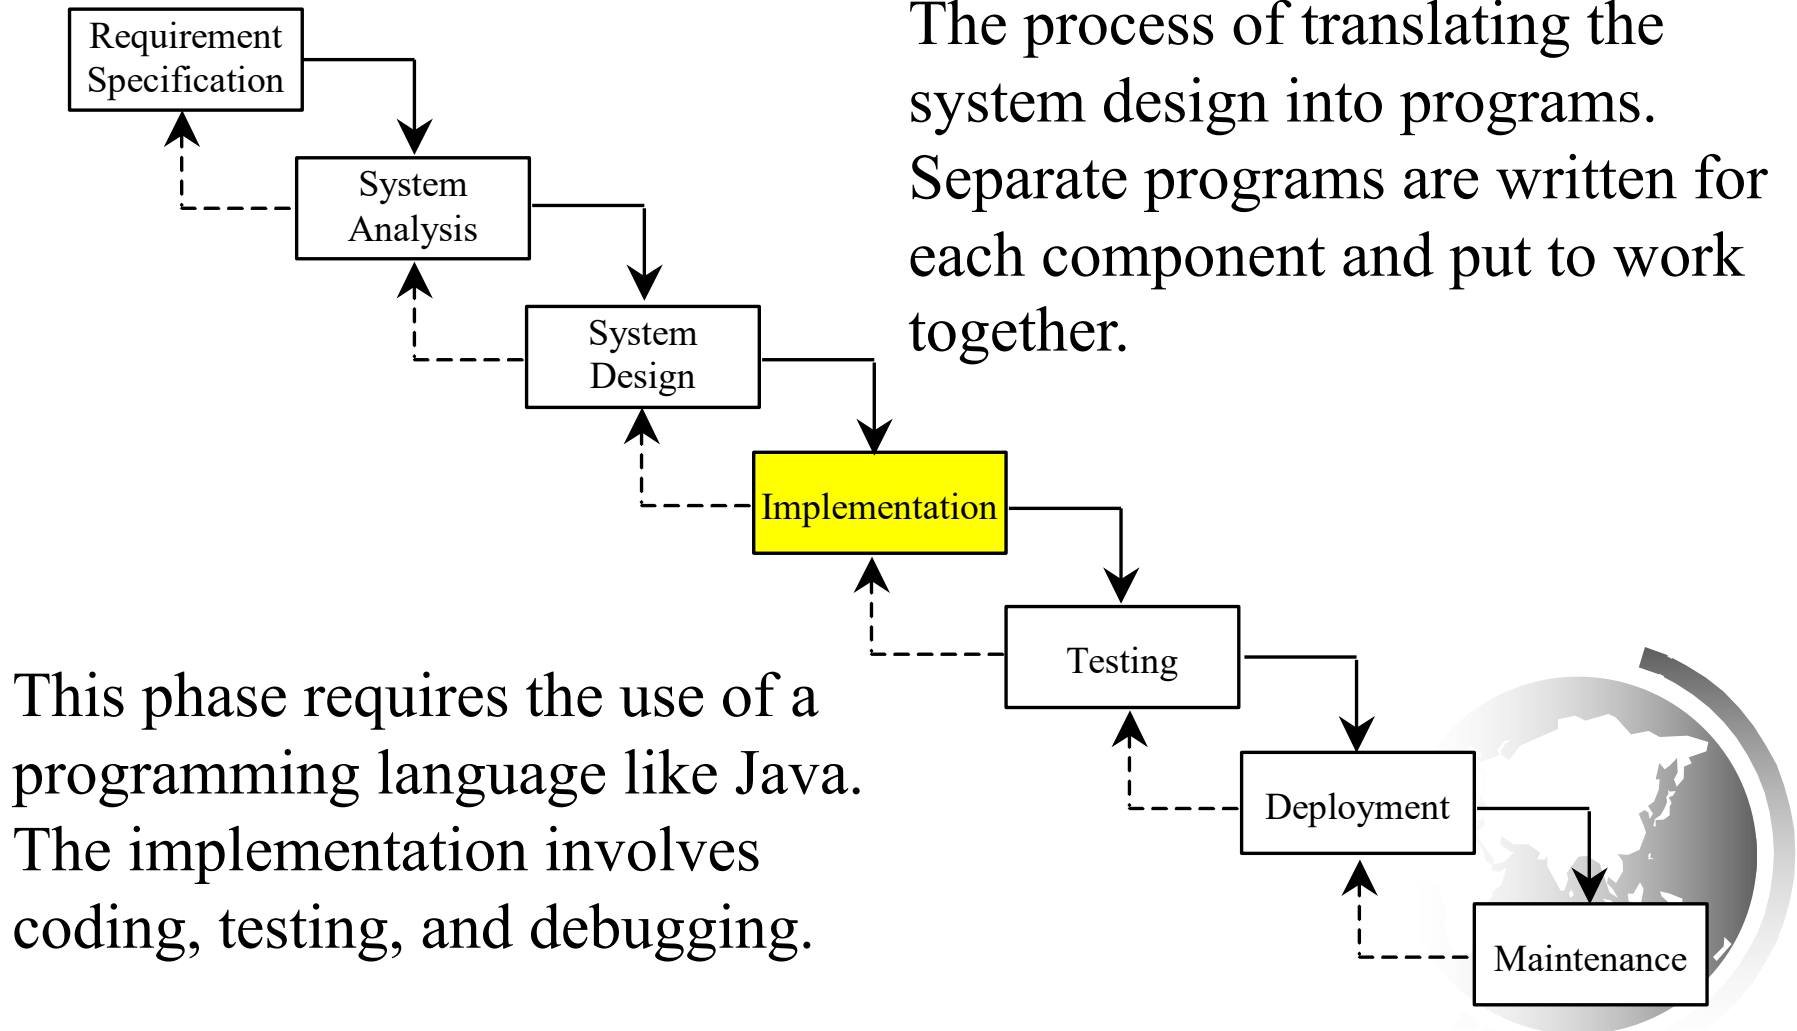 Requirement
Specification
The process of translating the
system design into programs.
Separate programs are written for
each component and put to work
together.
System
Analysis
System
Design
Implementation
Testing
This phase requires the use of a
programming language like Java.
The implementation involves
coding, testing, and debugging.
Deployment
Maintenance